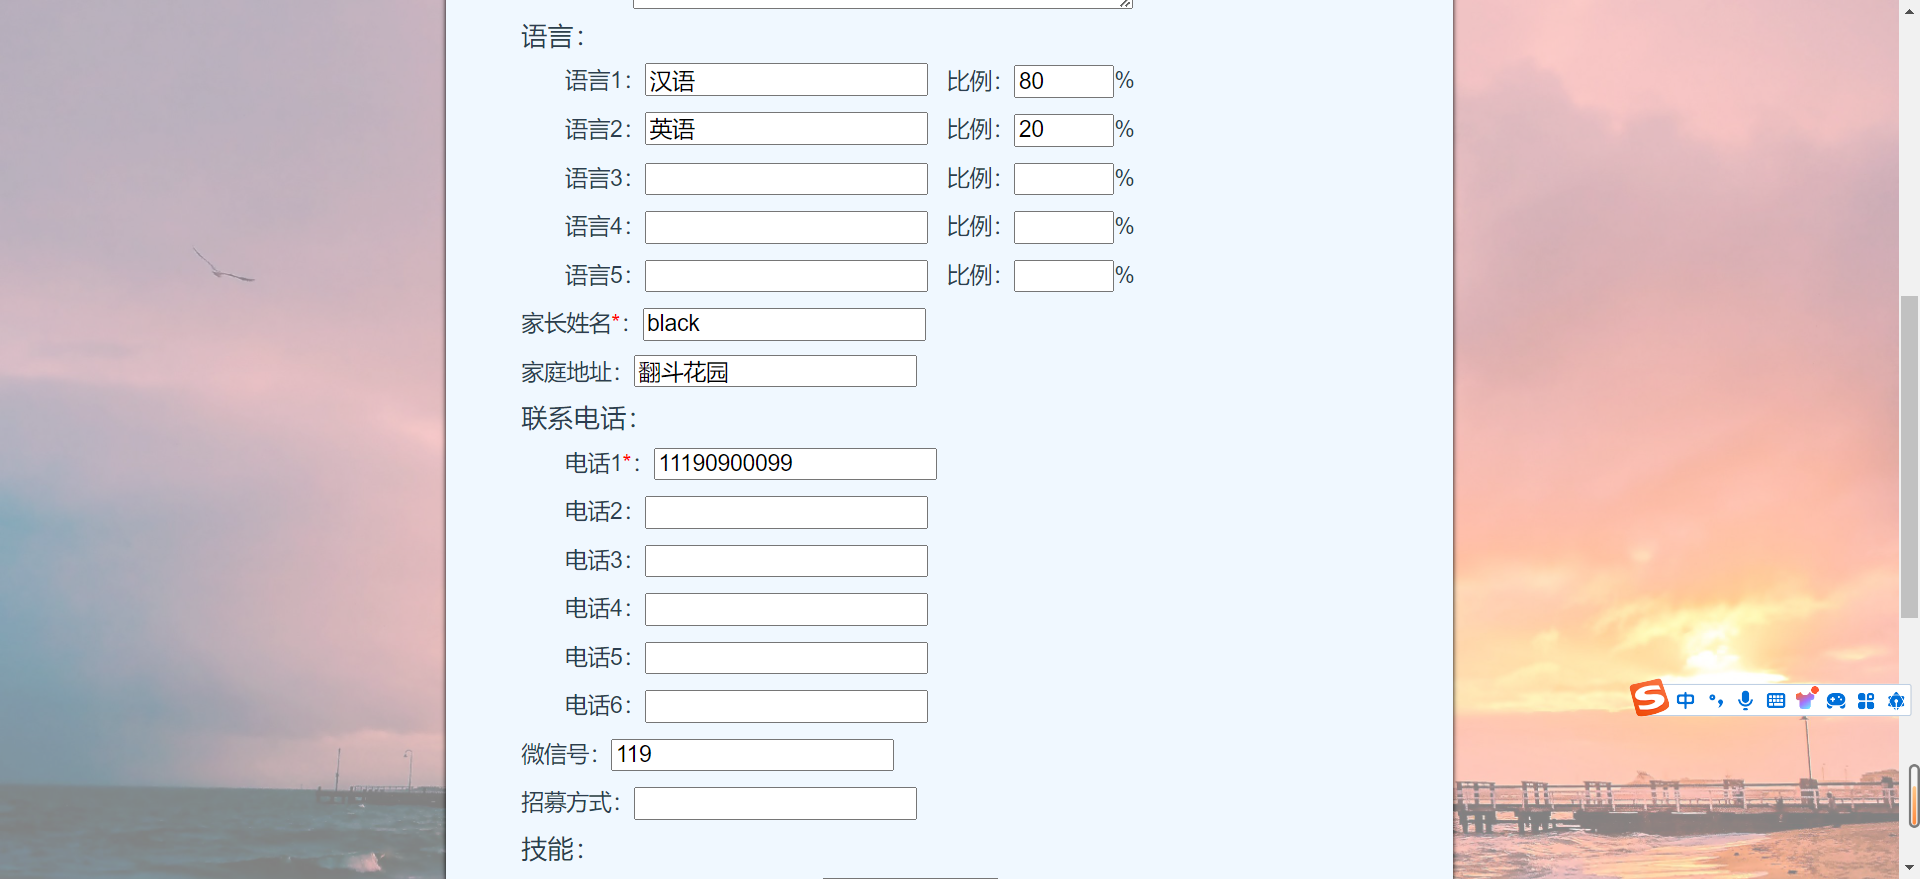 语言：
语言1： 汉语 比例： 80 %
语言2： 英语 比例： 20 %
语言3： 比例： %
语言4： 比例： %
语言5： 比例： %
家长姓名*： black
家庭地址： 翻斗花园
联系电话：
电话1*： 11190900099
电话2：
电话3：
电话4：
电话5：
电话6：
微信号： 119
招募方式：
技能：
S 中